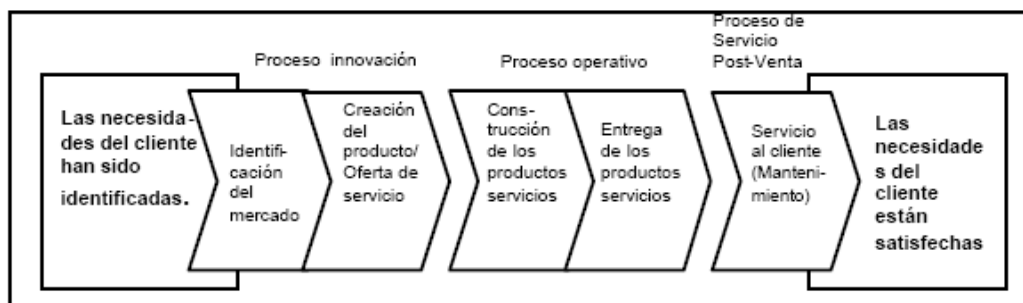 Proceso innovación
Proceso operativo
Proceso de
Servicio
Post-Venta
Las necesida-
des del cliente
han sido
identificadas.
Identifi-
cación
del
mercado
Creación
del
producto/
Oferta de
servicio
Cons-
trucción
de los
productos
servicios
Entrega
de los
productos
servicios
Servicio
al cliente
(Manteni-
miento)
Las
necesidade
s del
cliente
están
satisfechas